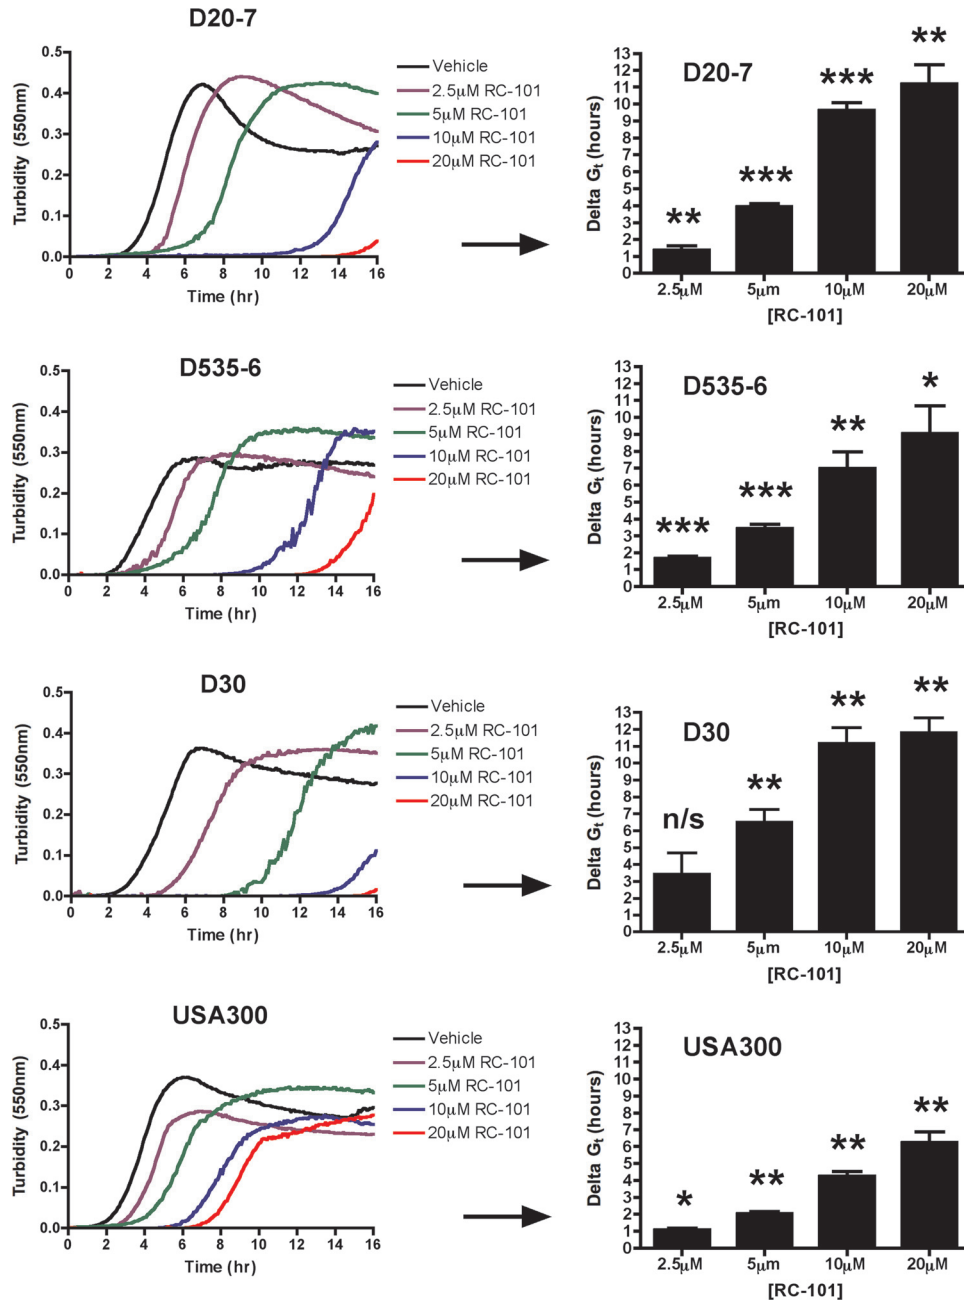 D20-7
0.5
0.4
0.3
0.2
0.1
0.0
Turbidity (550nm)
0 2 4 6 8 10 12 14 16
Time (hr)
Vehicle
2.5µM RC-101
5µM RC-101
10µM RC-101
20µM RC-101
D20-7
13
12
11
10
9
8
7
6
5
4
3
2
1
0
Delta Gt (hours)
**
***
***
**
2.5µM 5µm 10µM 20µM
[RC-101]
D535-6
0.5
0.4
0.3
0.2
0.1
0.0
Turbidity (550nm)
0 2 4 6 8 10 12 14 16
Time (hr)
Vehicle
2.5µM RC-101
5µM RC-101
10µM RC-101
20µM RC-101
D535-6
13
12
11
10
9
8
7
6
5
4
3
2
1
0
Delta Gt (hours)
***
***
**
*
2.5µM 5µm 10µM 20µM
[RC-101]
D30
0.5
0.4
0.3
0.2
0.1
0.0
Turbidity (550nm)
0 2 4 6 8 10 12 14 16
Time (hr)
Vehicle
2.5µM RC-101
5µM RC-101
10µM RC-101
20µM RC-101
D30
13
12
11
10
9
8
7
6
5
4
3
2
1
0
Delta Gt (hours)
n/s
**
**
**
2.5µM 5µm 10µM 20µM
[RC-101]
USA300
0.5
0.4
0.3
0.2
0.1
0.0
Turbidity (550nm)
0 2 4 6 8 10 12 14 16
Time (hr)
Vehicle
2.5µM RC-101
5µM RC-101
10µM RC-101
20µM RC-101
USA300
13
12
11
10
9
8
7
6
5
4
3
2
1
0
Delta Gt (hours)
*
**
**
**
2.5µM 5µm 10µM 20µM
[RC-101]